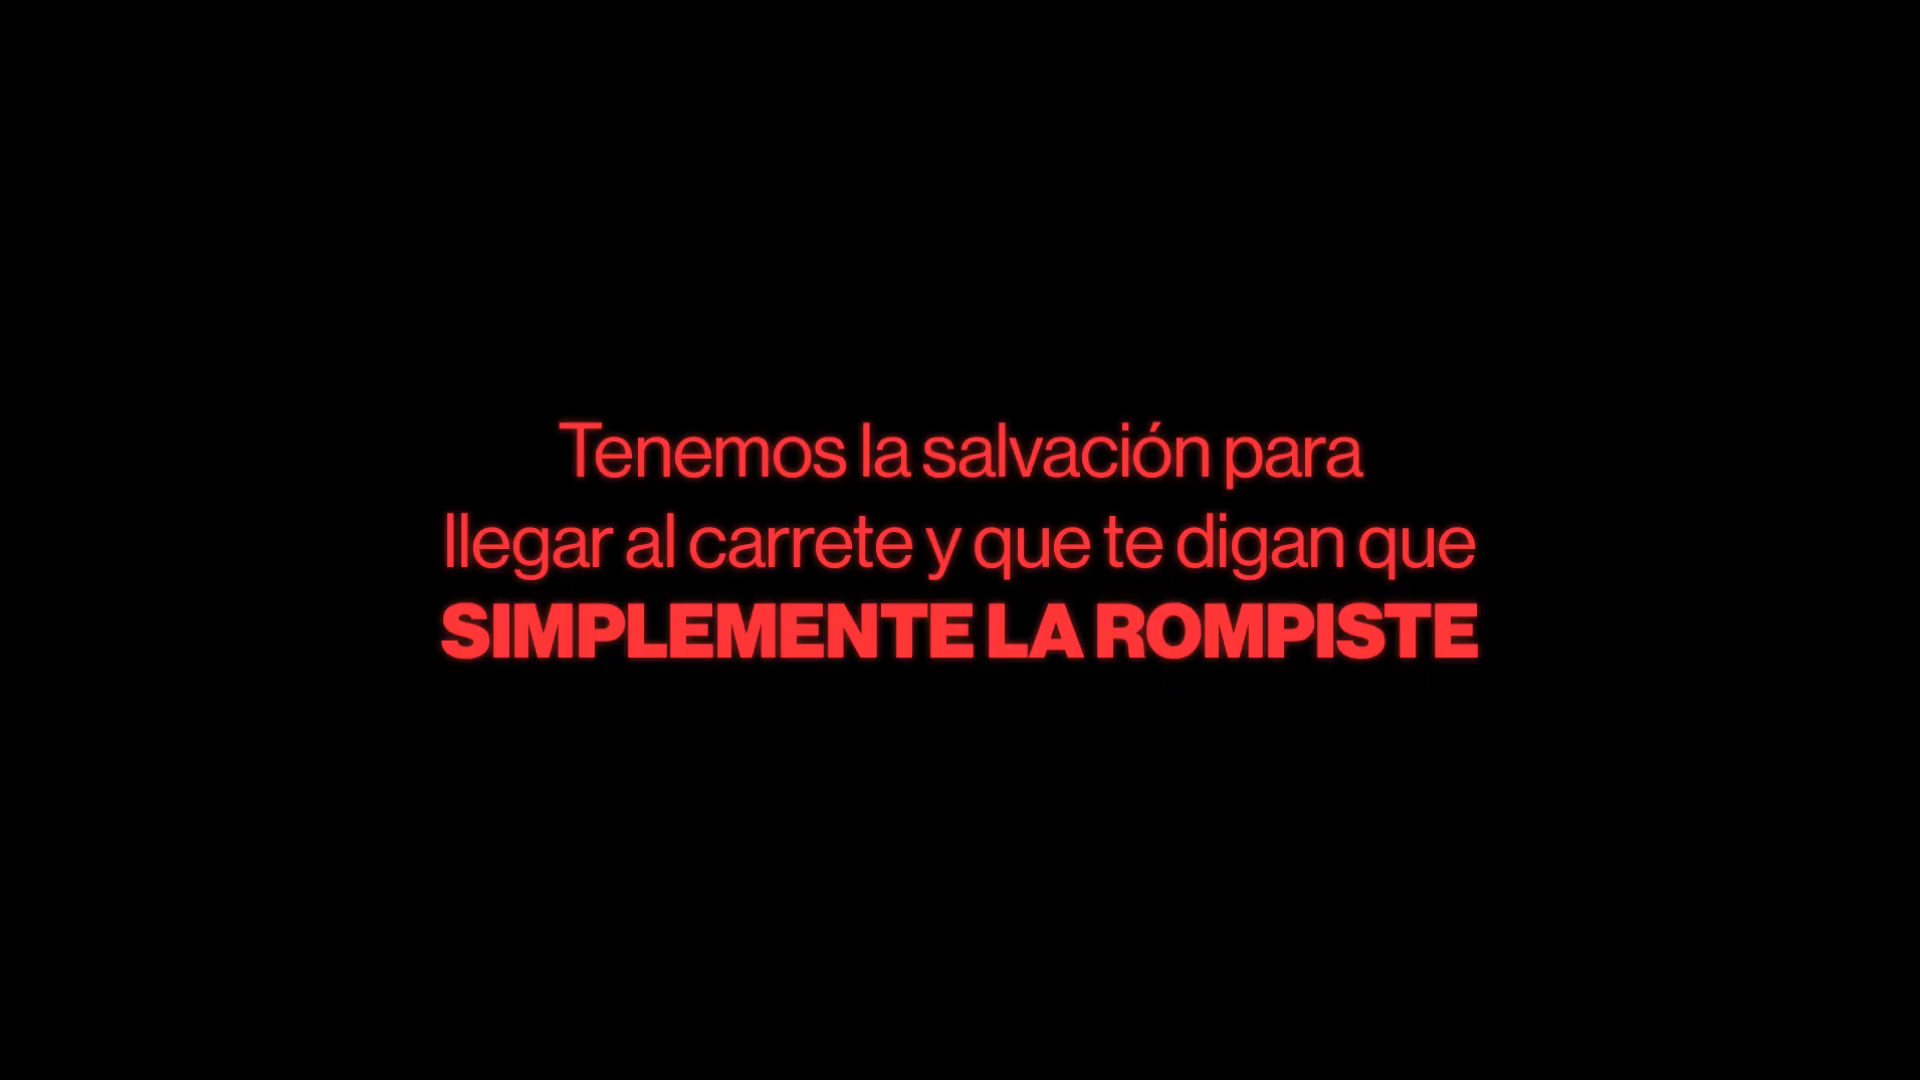 Tenemos la salvación para
llegar al carrete y que te digan que
SIMPLEMENTE LA ROMPISTE